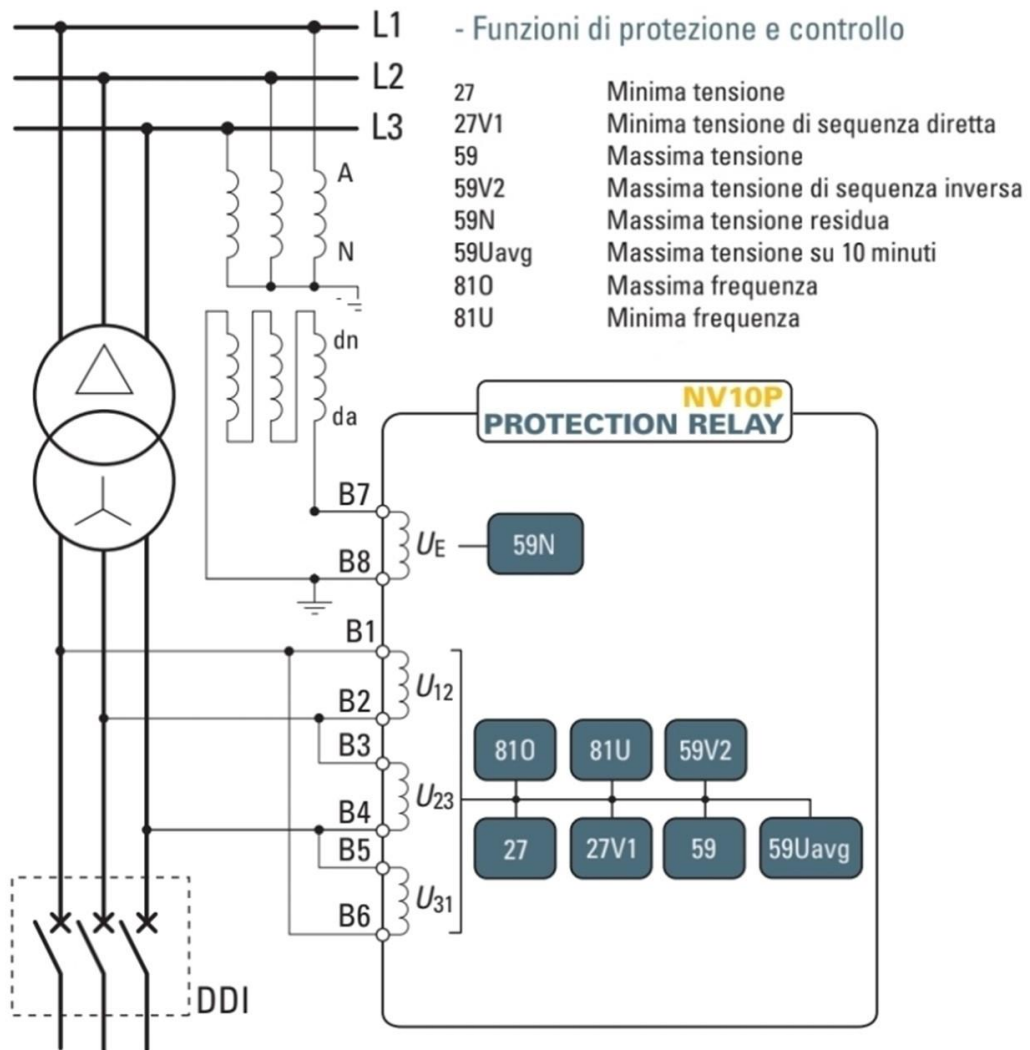 L1
L2
L3
- Funzioni di protezione e controllo
27 Minima tensione
27V1 Minima tensione di sequenza diretta
59 Massima tensione
59V2 Massima tensione di sequenza inversa
59N Massima tensione residua
59Uavg Massima tensione su 10 minuti
81O Massima frequenza
81U Minima frequenza
A
N
dn
da
NV10P
PROTECTION RELAY
B7
UE
59N
B8
B1
U12
B2
B3
81O 81U 59V2
U23
B4
27 27V1 59 59Uavg
B5
U31
B6
DDI